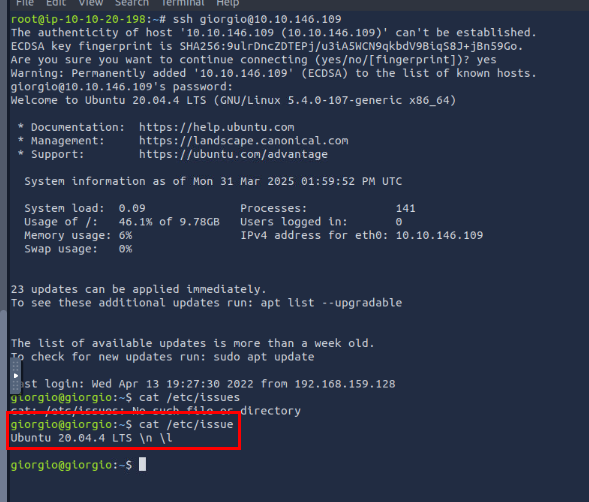 File Edit View Search Terminal Help
root@ip-10-10-20-198:~# ssh giorgio@10.10.146.109
The authenticity of host '10.10.146.109 (10.10.146.109)' can't be established.
ECDSA key fingerprint is SHA256:9ulrDncZDTEPj/u3iA5WCN9qkbdV9BiqS8J+jBn59Go.
Are you sure you want to continue connecting (yes/no/[fingerprint])? yes
Warning: Permanently added '10.10.146.109' (ECDSA) to the list of known hosts.
giorgio@10.10.146.109's password:
Welcome to Ubuntu 20.04.4 LTS (GNU/Linux 5.4.0-107-generic x86_64)
* Documentation: https://help.ubuntu.com
* Management: https://landscape.canonical.com
* Support: https://ubuntu.com/advantage
System information as of Mon 31 Mar 2025 01:59:52 PM UTC
System load: 0.09 Processes: 141
Usage of /: 46.1% of 9.78GB Users logged in: 0
Memory usage: 6% IPv4 address for eth0: 10.10.146.109
Swap usage: 0%
23 updates can be applied immediately.
To see these additional updates run: apt list --upgradable
The list of available updates is more than a week old.
To check for new updates run: sudo apt update
ast login: Wed Apr 13 19:27:30 2022 from 192.168.159.128
giorgio@giorgio:~$ cat /etc/issues
cat: /etc/issues: No such file or directory
giorgio@giorgio:~$ cat /etc/issue
Ubuntu 20.04.4 LTS \n \l
giorgio@giorgio:~$